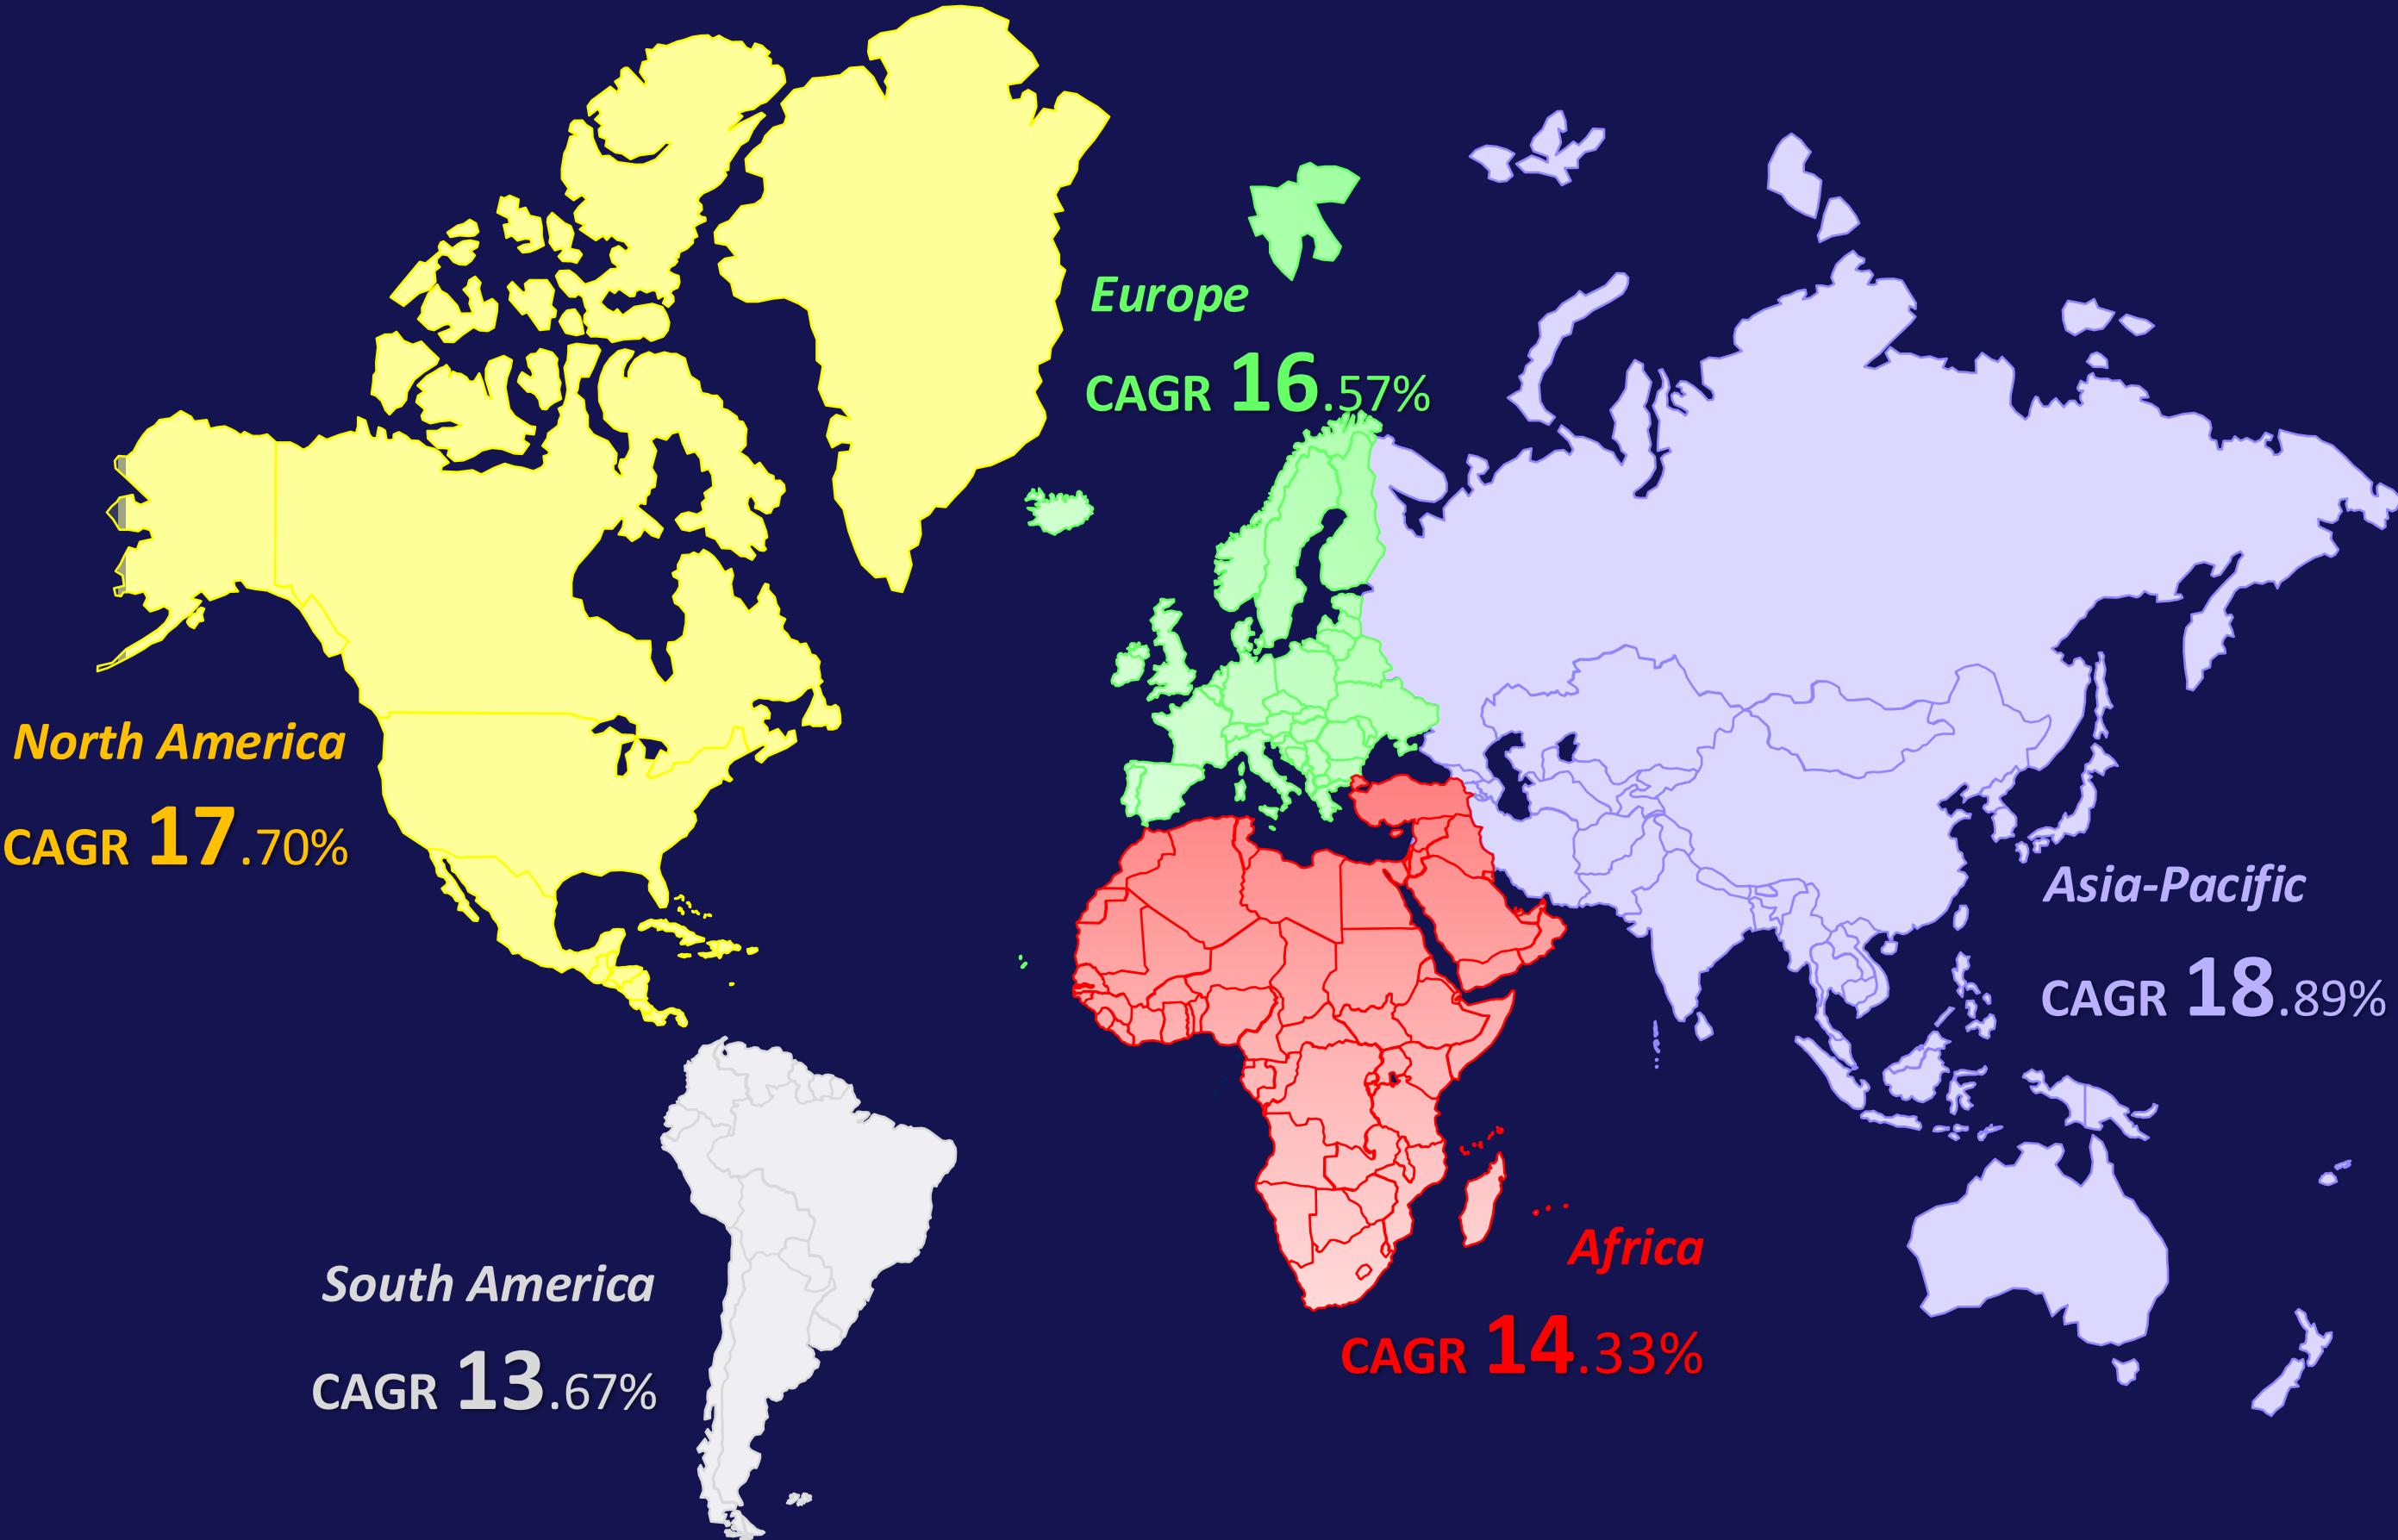 Europe
CAGR 16.57%
North America
CAGR 17.70%
Asia-Pacific
CAGR 18.89%
South America
CAGR 13.67%
Africa
CAGR 14.33%